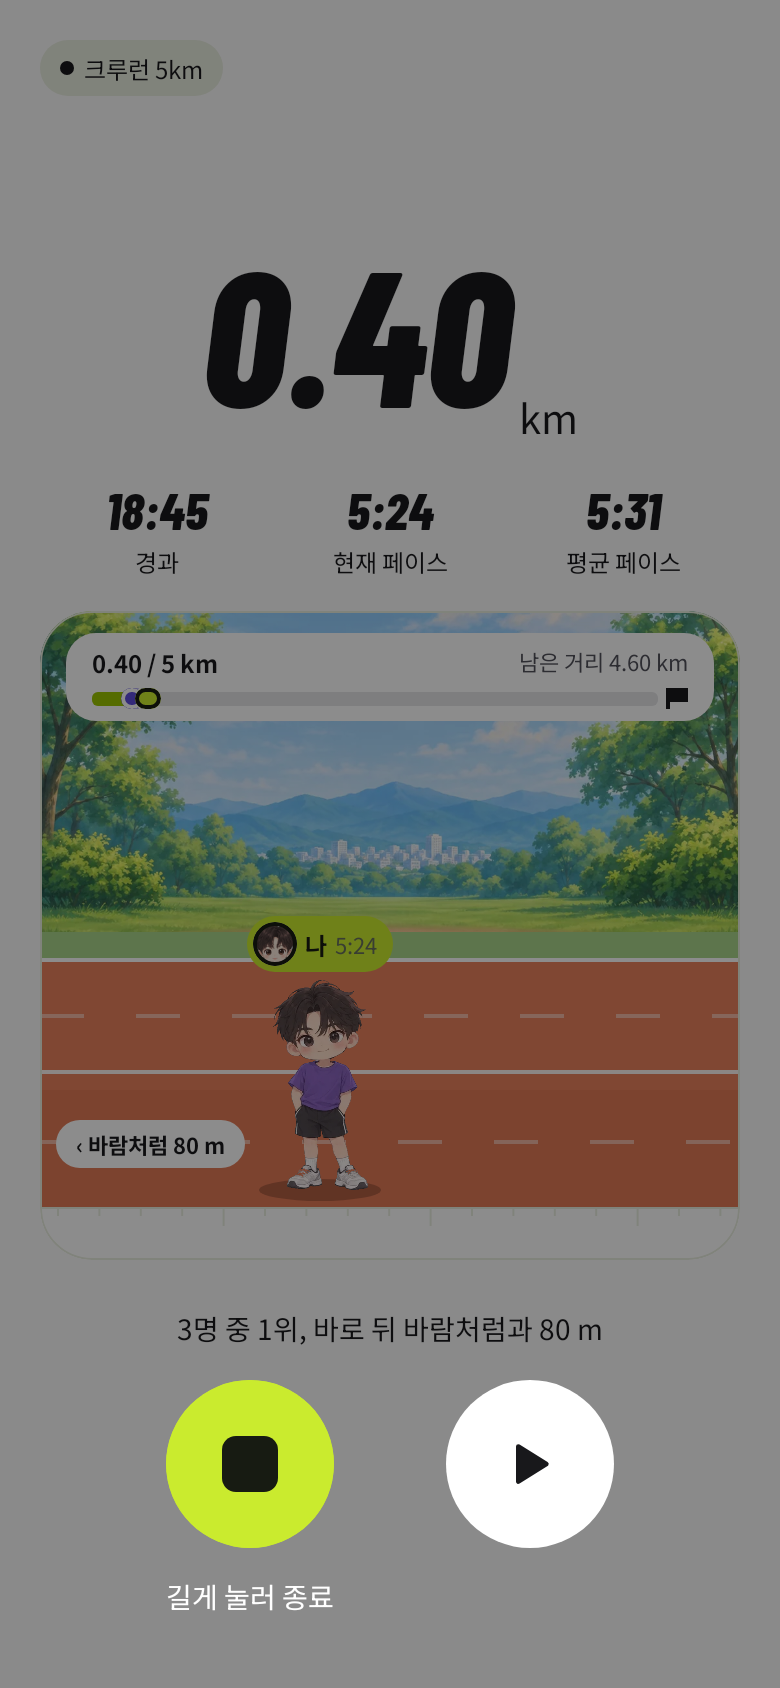 크루런 5km
0.40 km
18:45 5:24 5:31
경과 현재 페이스 평균 페이스
0.40 / 5 km 남은 거리 4.60 km
나 5:24
‹ 바람처럼 80 m
3명 중 1위, 바로 뒤 바람처럼과 80 m
길게 눌러 종료